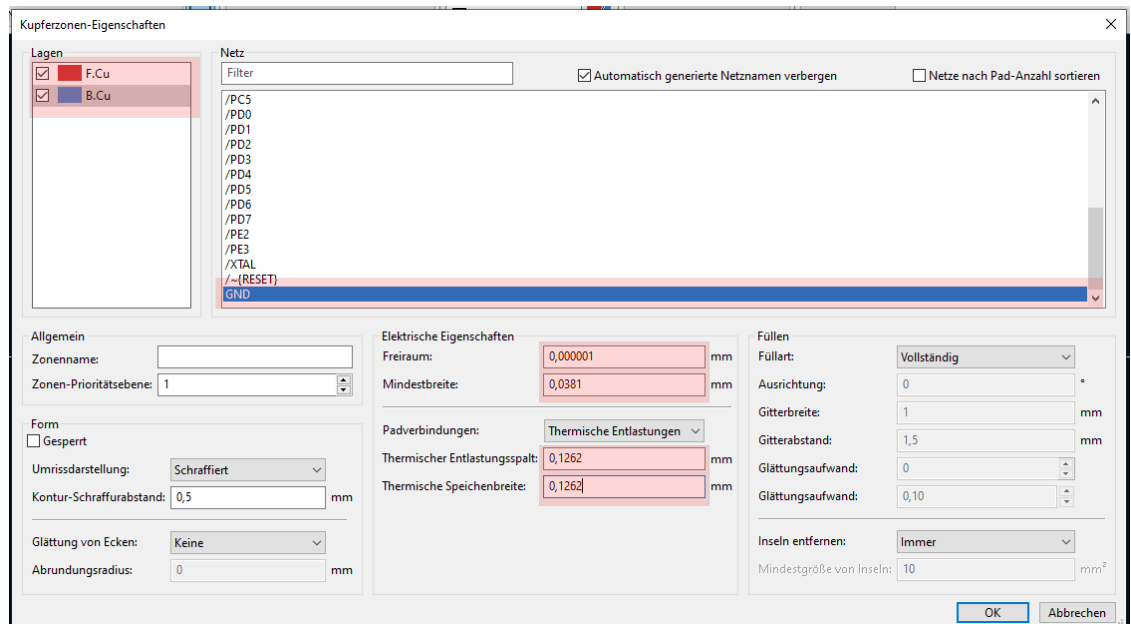 Kupferzonen-Eigenschaften
Lagen
F.Cu
B.Cu
Netz
Filter
Automatisch generierte Netznamen verbergen
Netze nach Pad-Anzahl sortieren
/PC5
/PD0
/PD1
/PD2
/PD3
/PD4
/PD5
/PD6
/PD7
/PE2
/PE3
/XTAL
/~{RESET}
GND
Allgemein
Zonenname:
Zonen-Prioritätsebene: 1
Form
Gesperrt
Umrissdarstellung: Schraffiert
Kontur-Schraffurabstand: 0,5 mm
Glättung von Ecken: Keine
Abrundungsradius: 0 mm
Elektrische Eigenschaften
Freiraum: 0,000001 mm
Mindestbreite: 0,0381 mm
Padverbindungen: Thermische Entlastungen
Thermischer Entlastungsspalt: 0,1262 mm
Thermische Speichenbreite: 0,1262 mm
Füllen
Füllart: Vollständig
Ausrichtung: 0 °
Gitterbreite: 1 mm
Gitterabstand: 1,5 mm
Glättungsaufwand: 0
Glättungsaufwand: 0,10
Inseln entfernen: Immer
Mindestgröße von Inseln: 10 mm²
OK Abbrechen